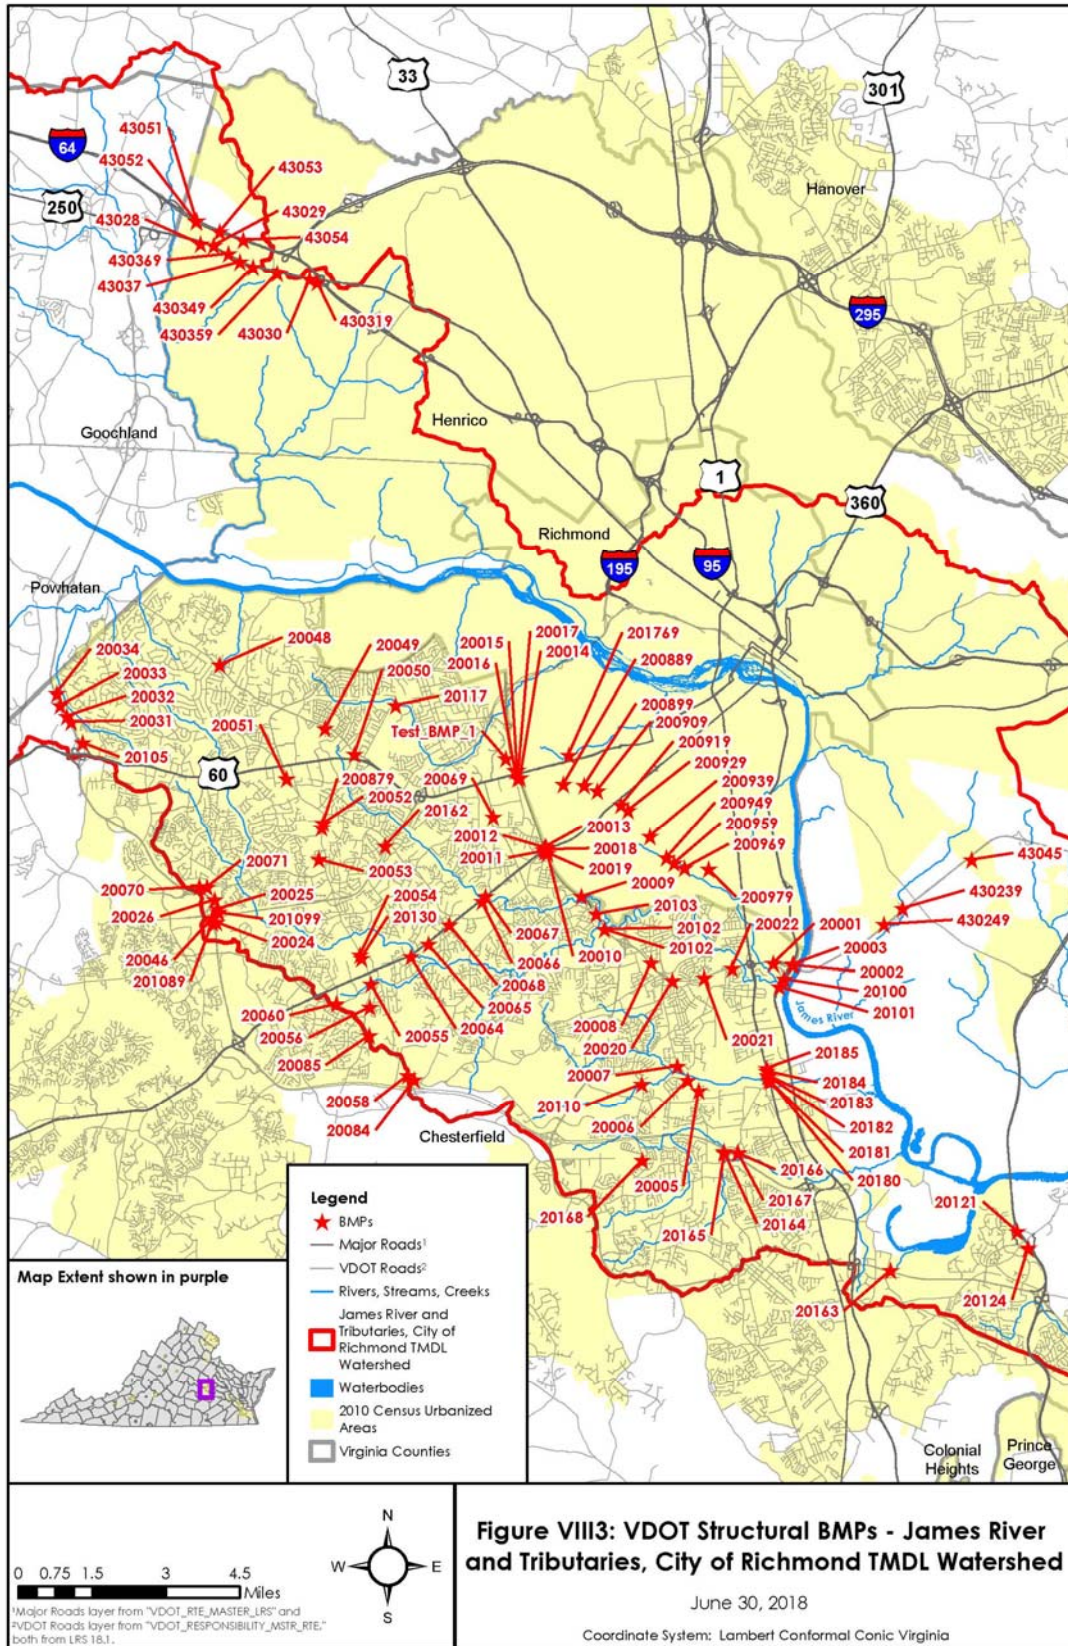 33
301
64
43051
43052
43053
250
Hanover
43028
43029
43054
430369
43037
430349
430359
43030
430319
295
Henrico
Goochland
1
360
Richmond
195
95
Powhatan
20034
20033
20032
20031
20105
20048
20049
20050
20051
20117
20015
20016
20017
20014
201769
200889
200899
200909
200919
200929
200939
200949
200959
200969
200979
Test_BMP_1
60
200879
20052
20162
20069
20012
20011
20013
20018
20019
20053
20071
20070
20026
20025
201099
20024
20046
201089
20054
20130
20067
20066
20068
20065
20064
20010
20009
20103
20102
20102
20022
20001
20003
20002
20100
20101
43045
430239
430249
James River
20060
20056
20085
20055
20058
20084
20008
20020
20021
20007
20110
20006
20005
20185
20184
20183
20182
20181
20180
20166
20167
20164
20165
20168
20121
20124
20163
Chesterfield
Colonial
Heights
Prince
George
Legend
BMPs
Major Roads¹
VDOT Roads²
Rivers, Streams, Creeks
James River and
Tributaries, City of
Richmond TMDL
Watershed
Waterbodies
2010 Census Urbanized
Areas
Virginia Counties
Map Extent shown in purple
0 0.75 1.5 3 4.5
Miles
N
W E
S
¹Major Roads layer from "VDOT_RTE_MASTER_LRS" and
²VDOT Roads layer from "VDOT_RESPONSIBILITY_MSTR_RTE,"
both from LRS 18.1.
Figure VIII3: VDOT Structural BMPs - James River
and Tributaries, City of Richmond TMDL Watershed
June 30, 2018
Coordinate System: Lambert Conformal Conic Virginia